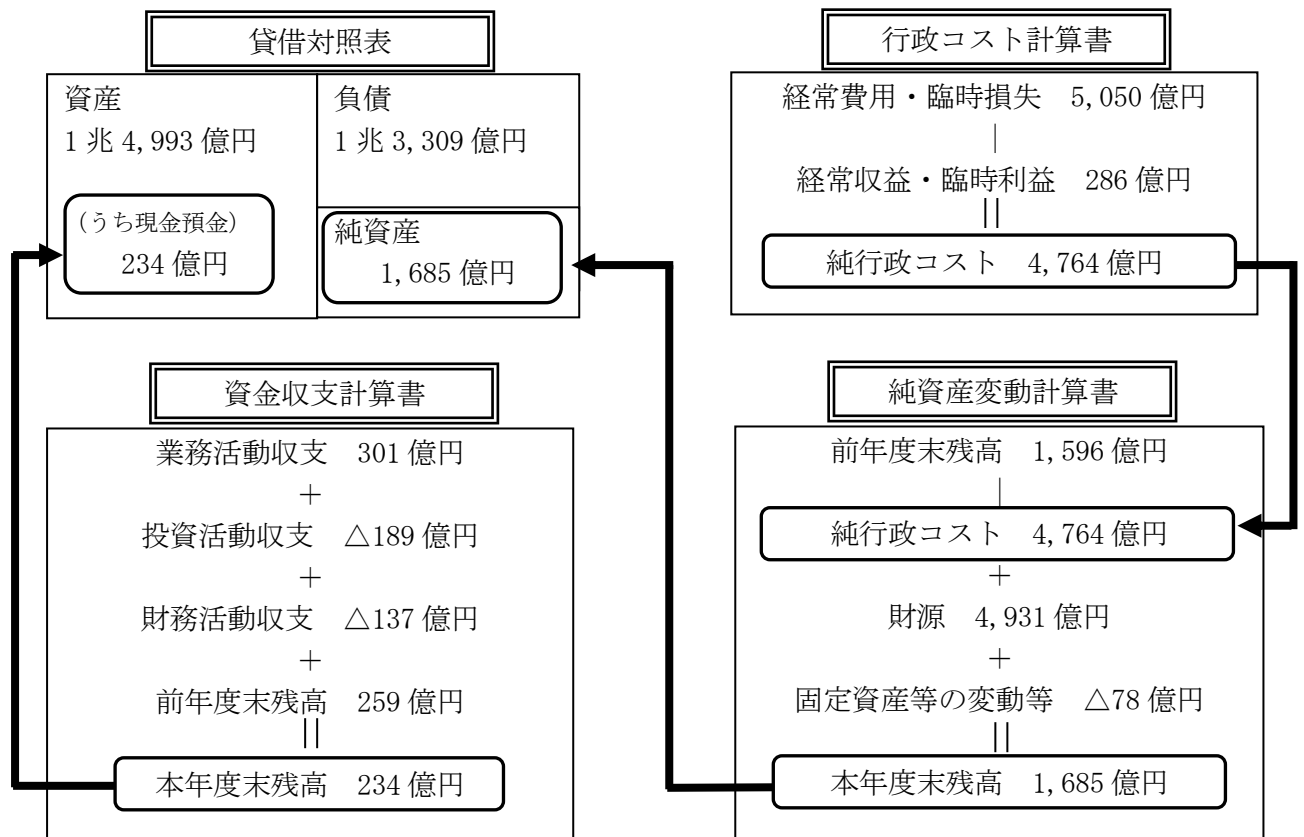 貸借対照表
資産
1兆4,993億円
(うち現金預金)
234億円
負債
1兆3,309億円
純資産
1,685億円
行政コスト計算書
経常費用・臨時損失 5,050億円
|
経常収益・臨時利益 286億円
||
純行政コスト 4,764億円
資金収支計算書
業務活動収支 301億円
+
投資活動収支 △189億円
+
財務活動収支 △137億円
+
前年度末残高 259億円
||
本年度末残高 234億円
純資産変動計算書
前年度末残高 1,596億円
|
純行政コスト 4,764億円
+
財源 4,931億円
+
固定資産等の変動等 △78億円
||
本年度末残高 1,685億円